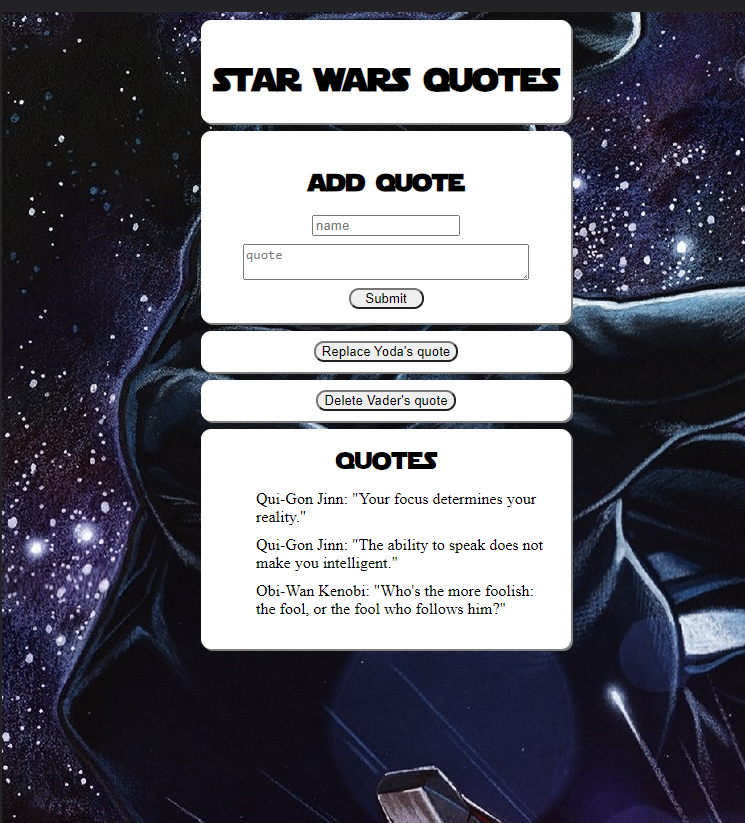 STAR WARS QUOTES
ADD QUOTE
name
quote
Submit
Replace Yoda's quote
Delete Vader's quote
QUOTES
Qui-Gon Jinn: "Your focus determines your
reality."
Qui-Gon Jinn: "The ability to speak does not
make you intelligent."
Obi-Wan Kenobi: "Who's the more foolish:
the fool, or the fool who follows him?"